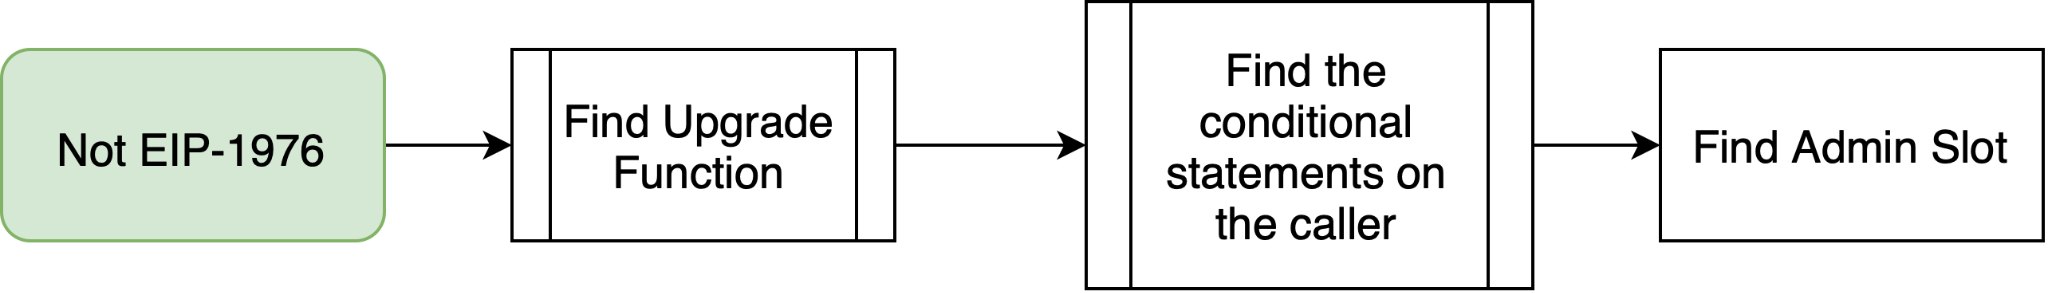 Not EIP-1976
Find Upgrade
Function
Find the
conditional
statements on
the caller
Find Admin Slot